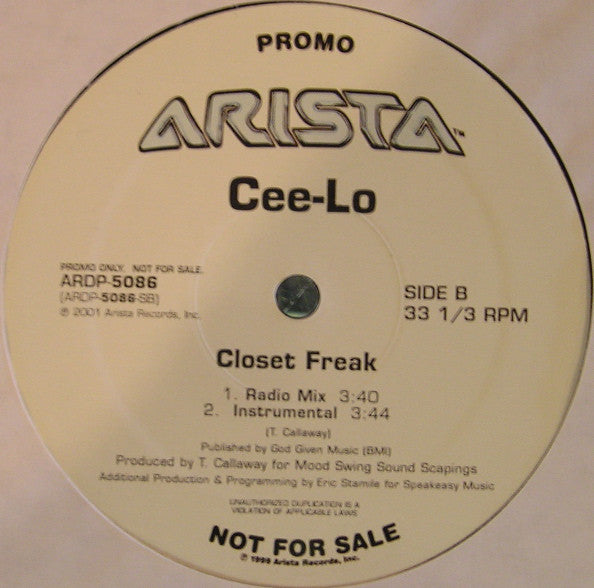 PROMO
ARISTA™
Cee-Lo
PROMO ONLY. NOT FOR SALE.
ARDP-5086
(ARDP-5086-SB)
℗ 2001 Arista Records, Inc.
SIDE B
33 1/3 RPM
Closet Freak
1. Radio Mix 3:40
2. Instrumental 3:44
(T. Callaway)
Published by God Given Music (BMI)
Produced by T. Callaway for Mood Swing Sound Scapings
Additional Production & Programming by Eric Stamile for Speakeasy Music
UNAUTHORIZED DUPLICATION IS A
VIOLATION OF APPLICABLE LAWS
NOT FOR SALE
℗ 1999 Arista Records, Inc.